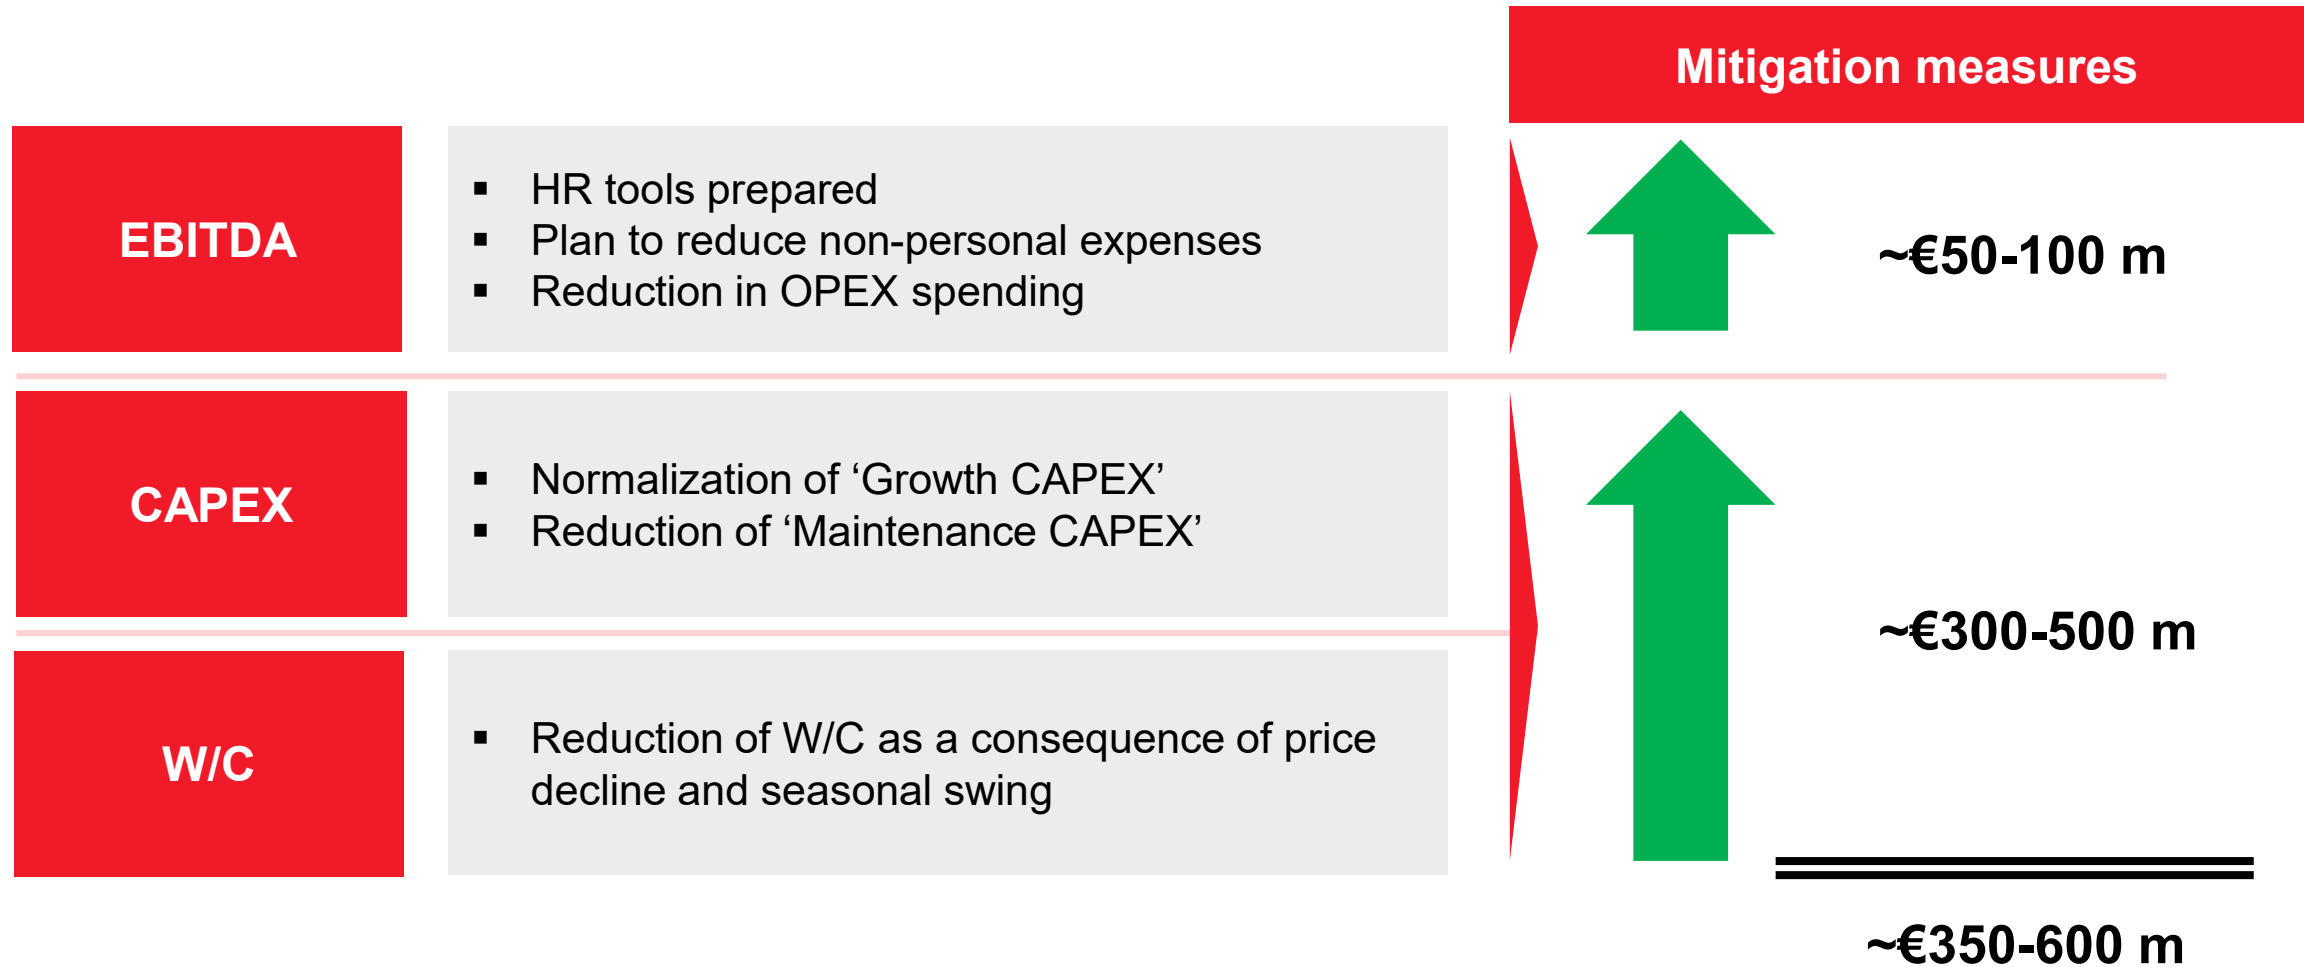 Mitigation measures
EBITDA
▪ HR tools prepared
▪ Plan to reduce non-personal expenses
▪ Reduction in OPEX spending
~€50-100 m
CAPEX
▪ Normalization of ‘Growth CAPEX’
▪ Reduction of ‘Maintenance CAPEX’
~€300-500 m
W/C
▪ Reduction of W/C as a consequence of price
decline and seasonal swing
~€350-600 m